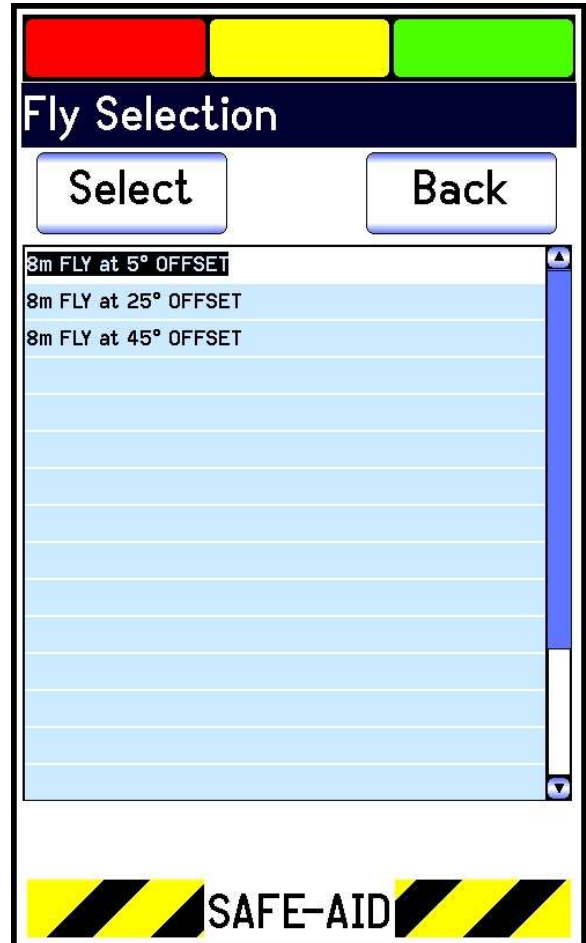 Fly Selection
Select Back
8m FLY at 5° OFFSET
8m FLY at 25° OFFSET
8m FLY at 45° OFFSET
SAFE-AID